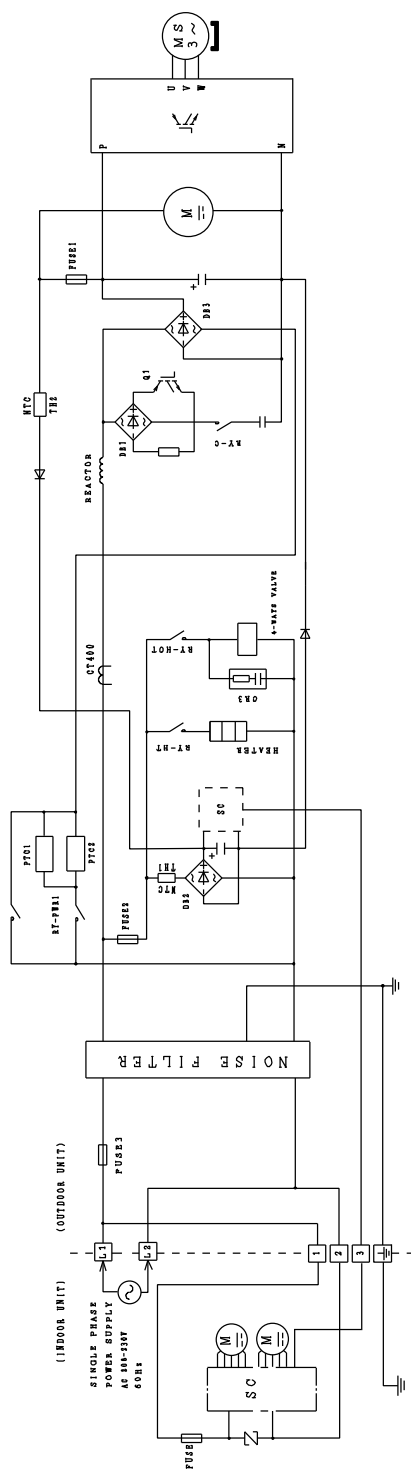 (INDOOR UNIT)
(OUTDOOR UNIT)
SINGLE PHASE
POWER SUPPLY
AC 208-230V
60Hz
L1
L2
1
2
3
FUSE
SC
M
M
FUSE3
NOISE FILTER
RY-PWR1
PTC1
PTC2
FUSE2
NTC
TH1
DB2
+
SC
RY-HT
HEATER
RY-HOT
CR3
4-WAYS VALVE
CT400
REACTOR
DB1
Q1
RY-C
DB3
NTC
TH2
FUSE1
+
M
P
N
U
V
W
MS
3~